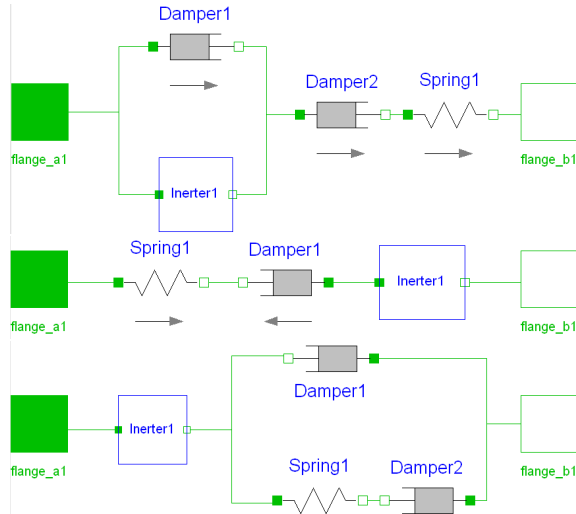 Damper1
Damper2
Spring1
flange_a1
Inerter1
flange_b1
Spring1
Damper1
Inerter1
flange_a1
flange_b1
Damper1
Inerter1
Spring1
Damper2
flange_a1
flange_b1